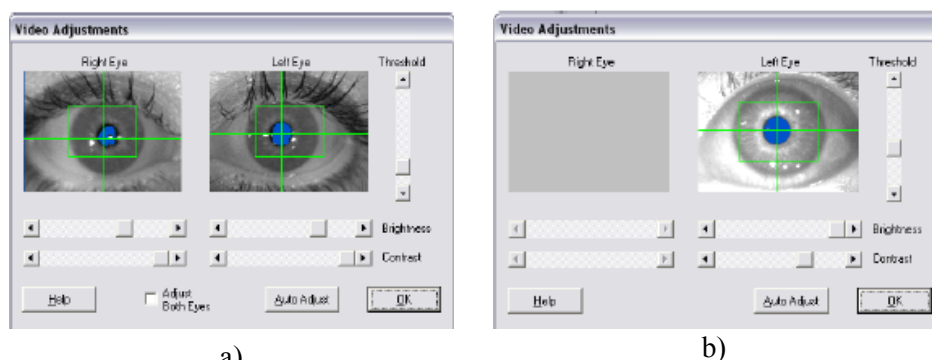 Video Adjustments
Right Eye Left Eye Threshold
Brightness
Contrast
Help
Adjust
Both Eyes
Auto Adjust
OK
a)
Video Adjustments
Right Eye Left Eye Threshold
Brightness
Contrast
Help
Auto Adjust
OK
b)